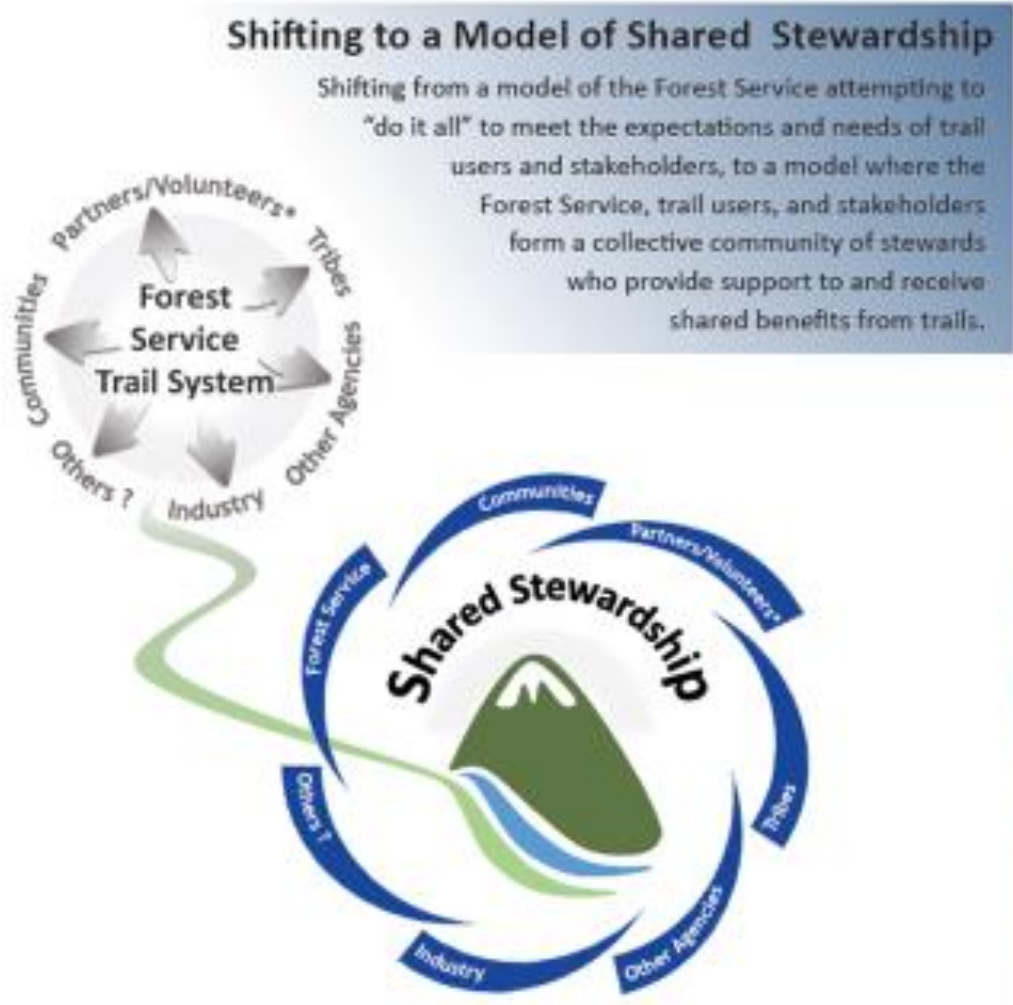 Shifting to a Model of Shared Stewardship
Shifting from a model of the Forest Service attempting to
“do it all” to meet the expectations and needs of trail
users and stakeholders, to a model where the
Forest Service, trail users, and stakeholders
form a collective community of stewards
who provide support to and receive
shared benefits from trails.
Partners/Volunteers*
Tribes
Other Agencies
Industry
Others ?
Communities
Forest
Service
Trail System
Communities
Partners/Volunteers*
Tribes
Other Agencies
Industry
Others ?
Forest Service
Shared Stewardship